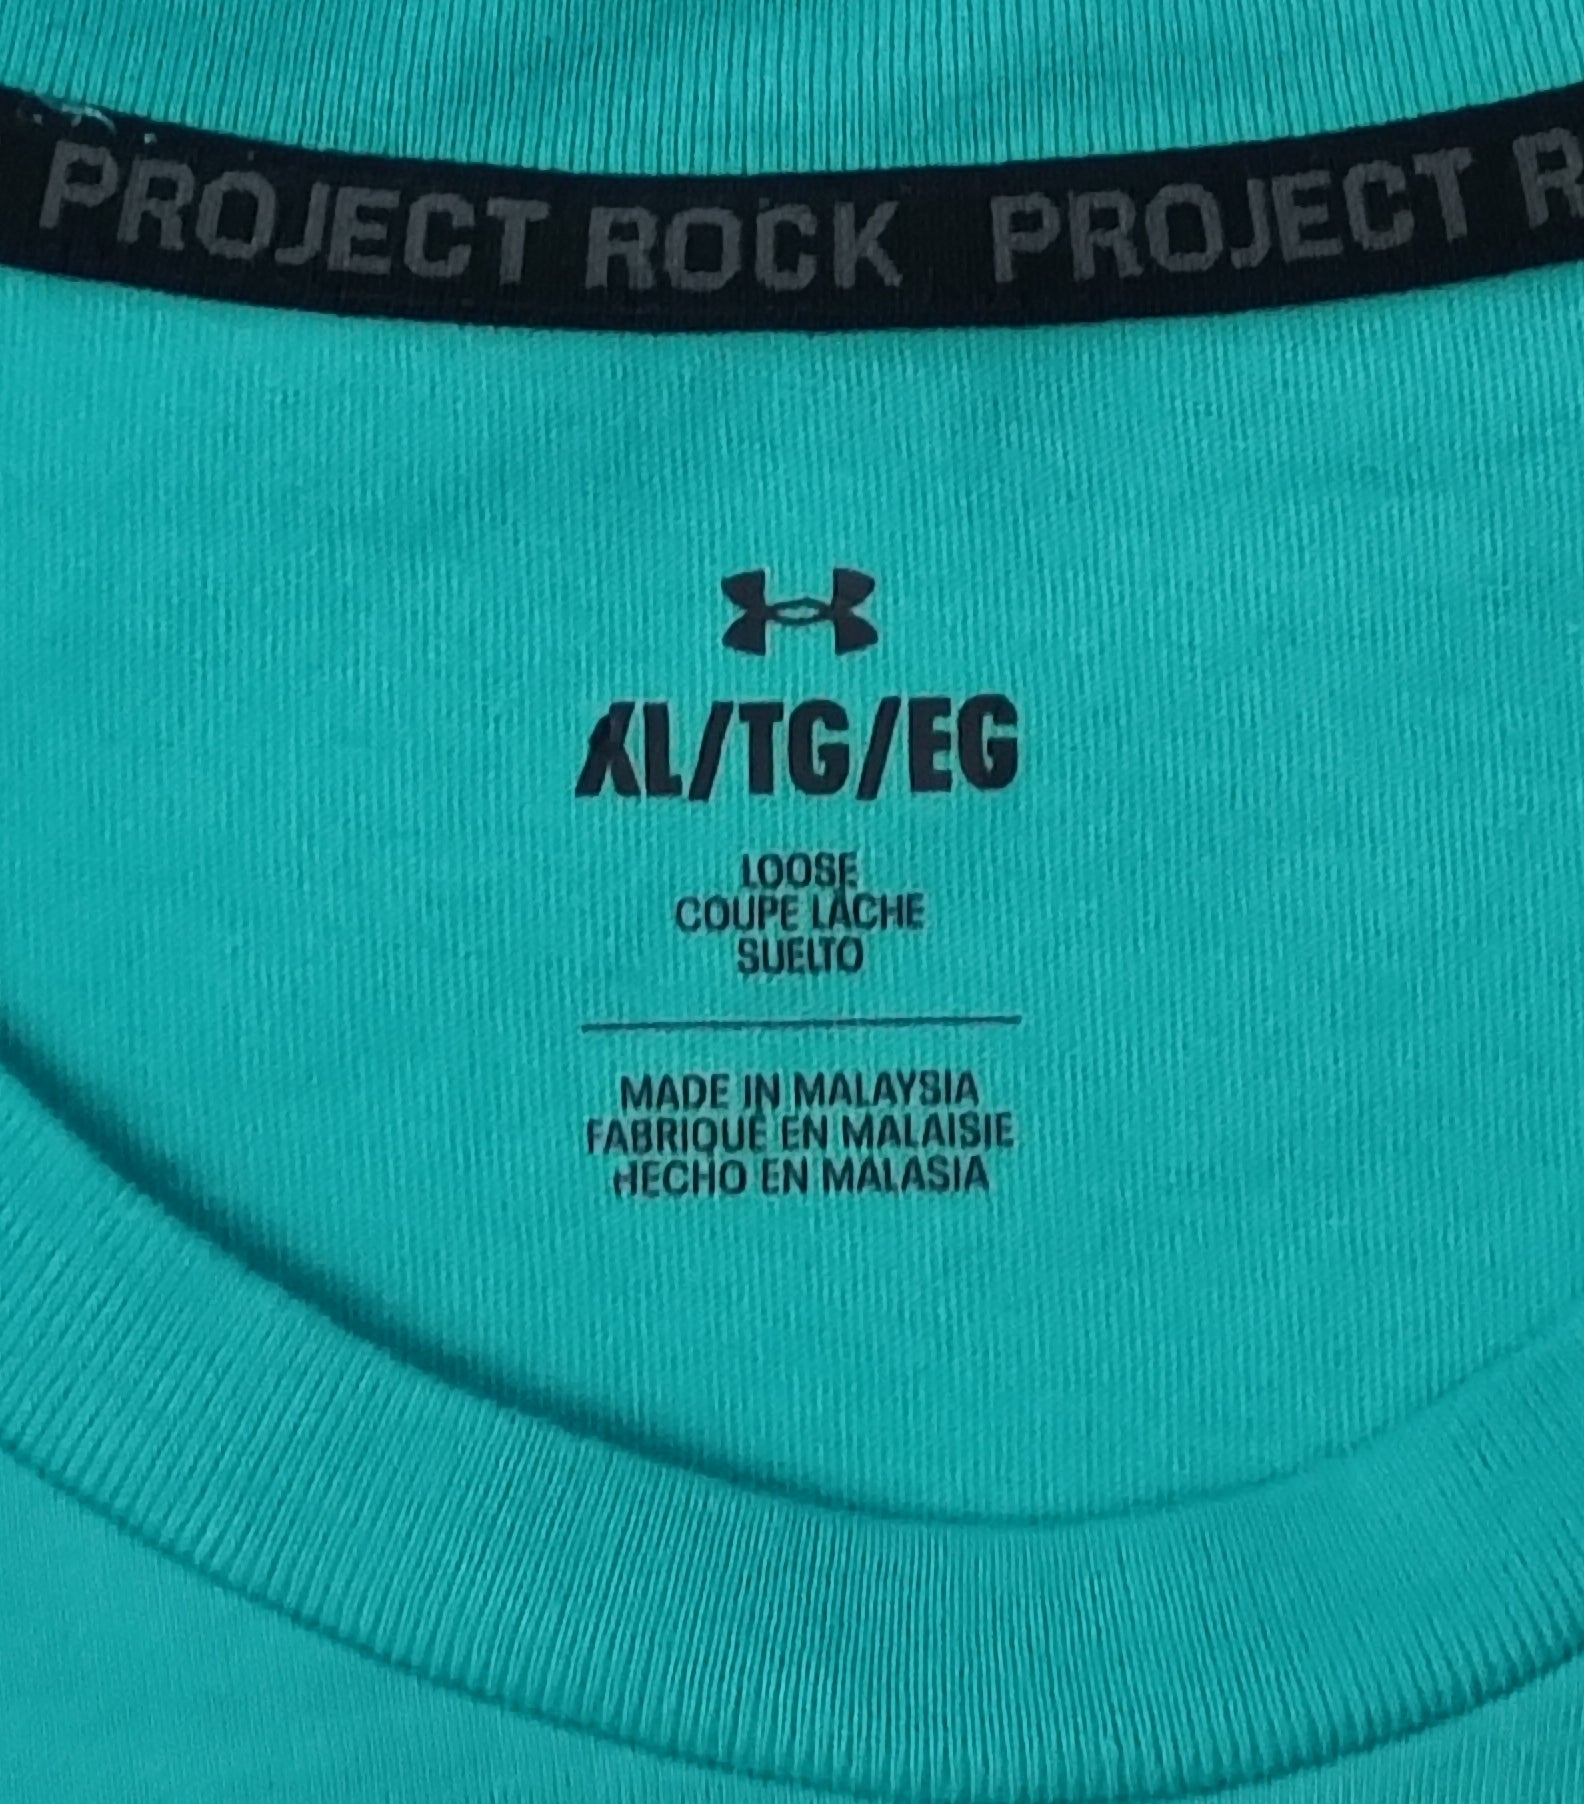 PROJECT ROCK PROJECT R
XL/TG/EG
LOOSE
COUPE LÂCHE
SUELTO
MADE IN MALAYSIA
FABRIQUÉ EN MALAISIE
HECHO EN MALASIA